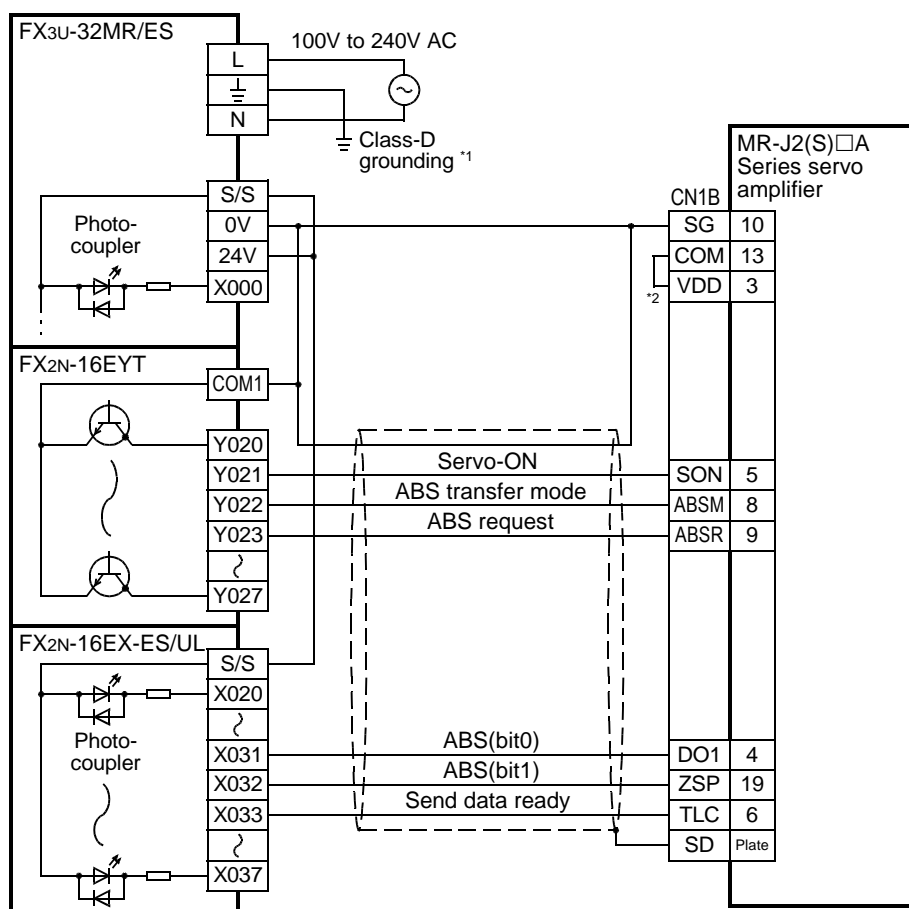 FX3U-32MR/ES
100V to 240V AC
L
N
Class-D
grounding *1
MR-J2(S)□A
Series servo
amplifier
CN1B
S/S
0V
24V
X000
Photo-
coupler
SG 10
COM 13
VDD 3
*2
FX2N-16EYT
COM1
Y020
Y021 Servo-ON SON 5
Y022 ABS transfer mode ABSM 8
Y023 ABS request ABSR 9
Y027
FX2N-16EX-ES/UL
S/S
X020
Photo-
coupler
X031 ABS(bit0) DO1 4
X032 ABS(bit1) ZSP 19
X033 Send data ready TLC 6
SD Plate
X037